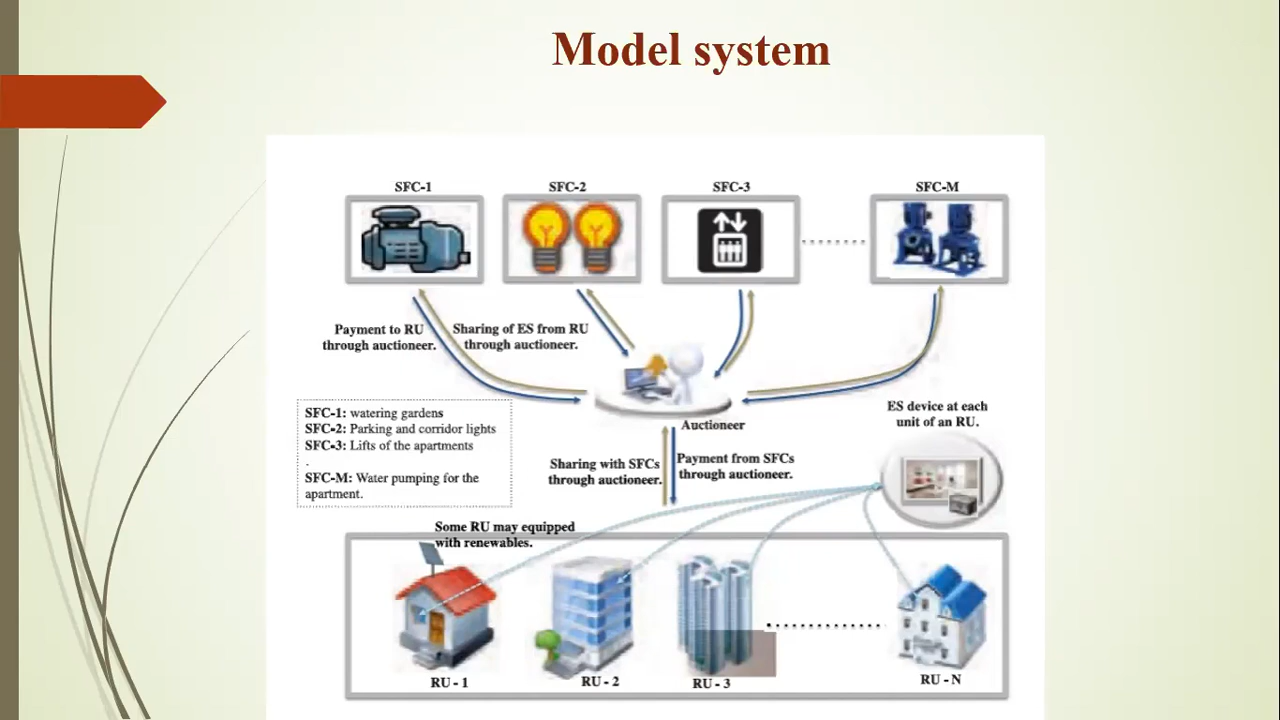 Model system
SFC-1
SFC-2
SFC-3
SFC-M
Payment to RU
through auctioneer.
Sharing of ES from RU
through auctioneer.
SFC-1: watering gardens
SFC-2: Parking and corridor lights
SFC-3: Lifts of the apartments
.
SFC-M: Water pumping for the
apartment.
Auctioneer
ES device at each
unit of an RU.
Sharing with SFCs
through auctioneer.
Payment from SFCs
through auctioneer.
Some RU may equipped
with renewables.
RU - 1
RU - 2
RU - 3
RU - N